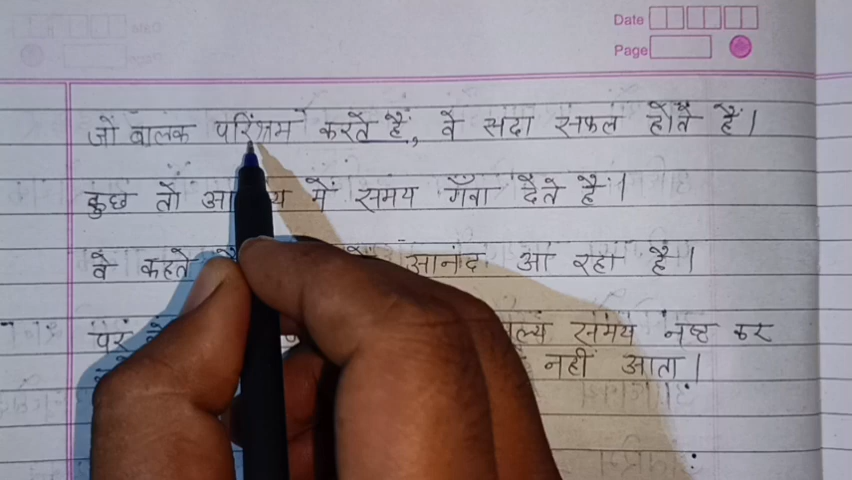 Date
Page
जो बालक परिश्रम करते हैं, वे सदा सफल होते हैं।
कुछ तो में समय गँवा देते हैं।
वे कहते आनंद आ रहा है।
पर समय नष्ट कर
नहीं आता।